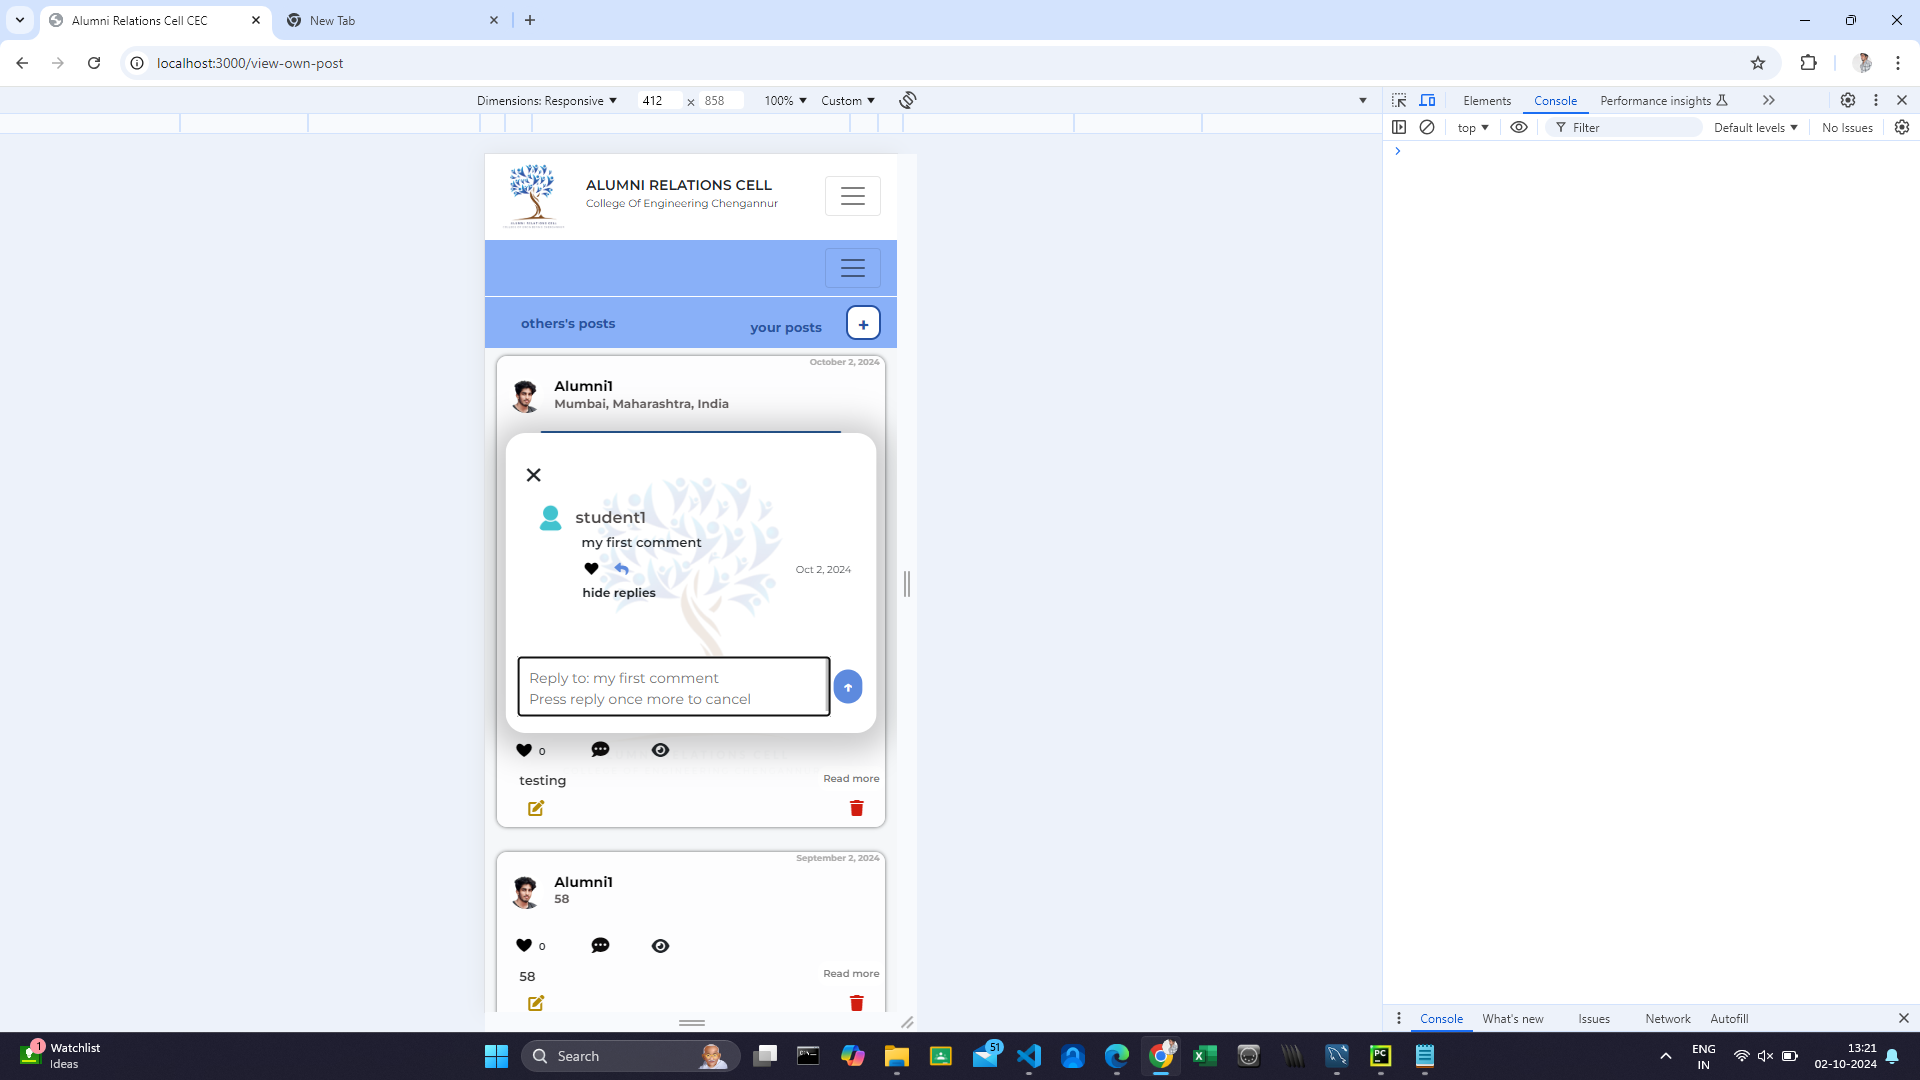 Alumni Relations Cell CEC
New Tab
localhost:3000/view-own-post
Dimensions: Responsive
412 x 858
100%
Custom
Elements
Console
Performance insights
top
Filter
Default levels
No Issues
ALUMNI RELATIONS CELL
College Of Engineering Chengannur
others's posts
your posts
+
October 2, 2024
Alumni1
Mumbai, Maharashtra, India
student1
my first comment
Oct 2, 2024
hide replies
Reply to: my first comment
Press reply once more to cancel
0
testing
Read more
September 2, 2024
Alumni1
58
0
58
Read more
Console
What's new
Issues
Network
Autofill
1
Watchlist
Ideas
Search
51
PC
ENG
IN
13:21
02-10-2024